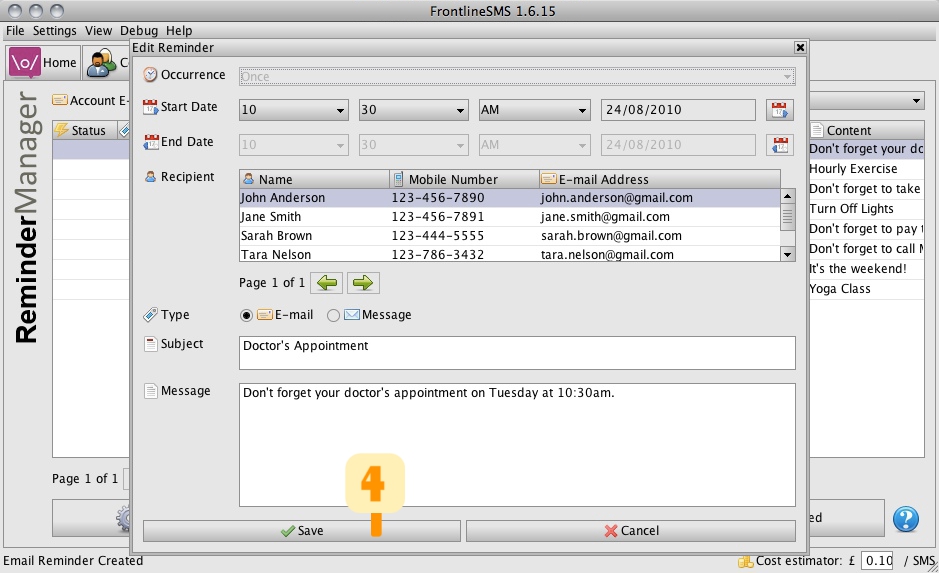 FrontlineSMS 1.6.15
File Settings View Debug Help
Edit Reminder
\o/ Home C
ReminderManager
Account E-
Status
Occurrence Once
Start Date 10 30 AM 24/08/2010
End Date 10 30 AM 24/08/2010
Recipient
Name Mobile Number E-mail Address
John Anderson 123-456-7890 john.anderson@gmail.com
Jane Smith 123-456-7891 jane.smith@gmail.com
Sarah Brown 123-444-5555 sarah.brown@gmail.com
Tara Nelson 123-786-3432 tara.nelson@gmail.com
Page 1 of 1
Type E-mail Message
Subject Doctor's Appointment
Message Don't forget your doctor's appointment on Tuesday at 10:30am.
4
Save Cancel
Content
Don't forget your do
Hourly Exercise
Don't forget to take
Turn Off Lights
Don't forget to pay t
Don't forget to call M
It's the weekend!
Yoga Class
Page 1 of 1
ed ?
Email Reminder Created Cost estimator: £ 0.10 / SMS